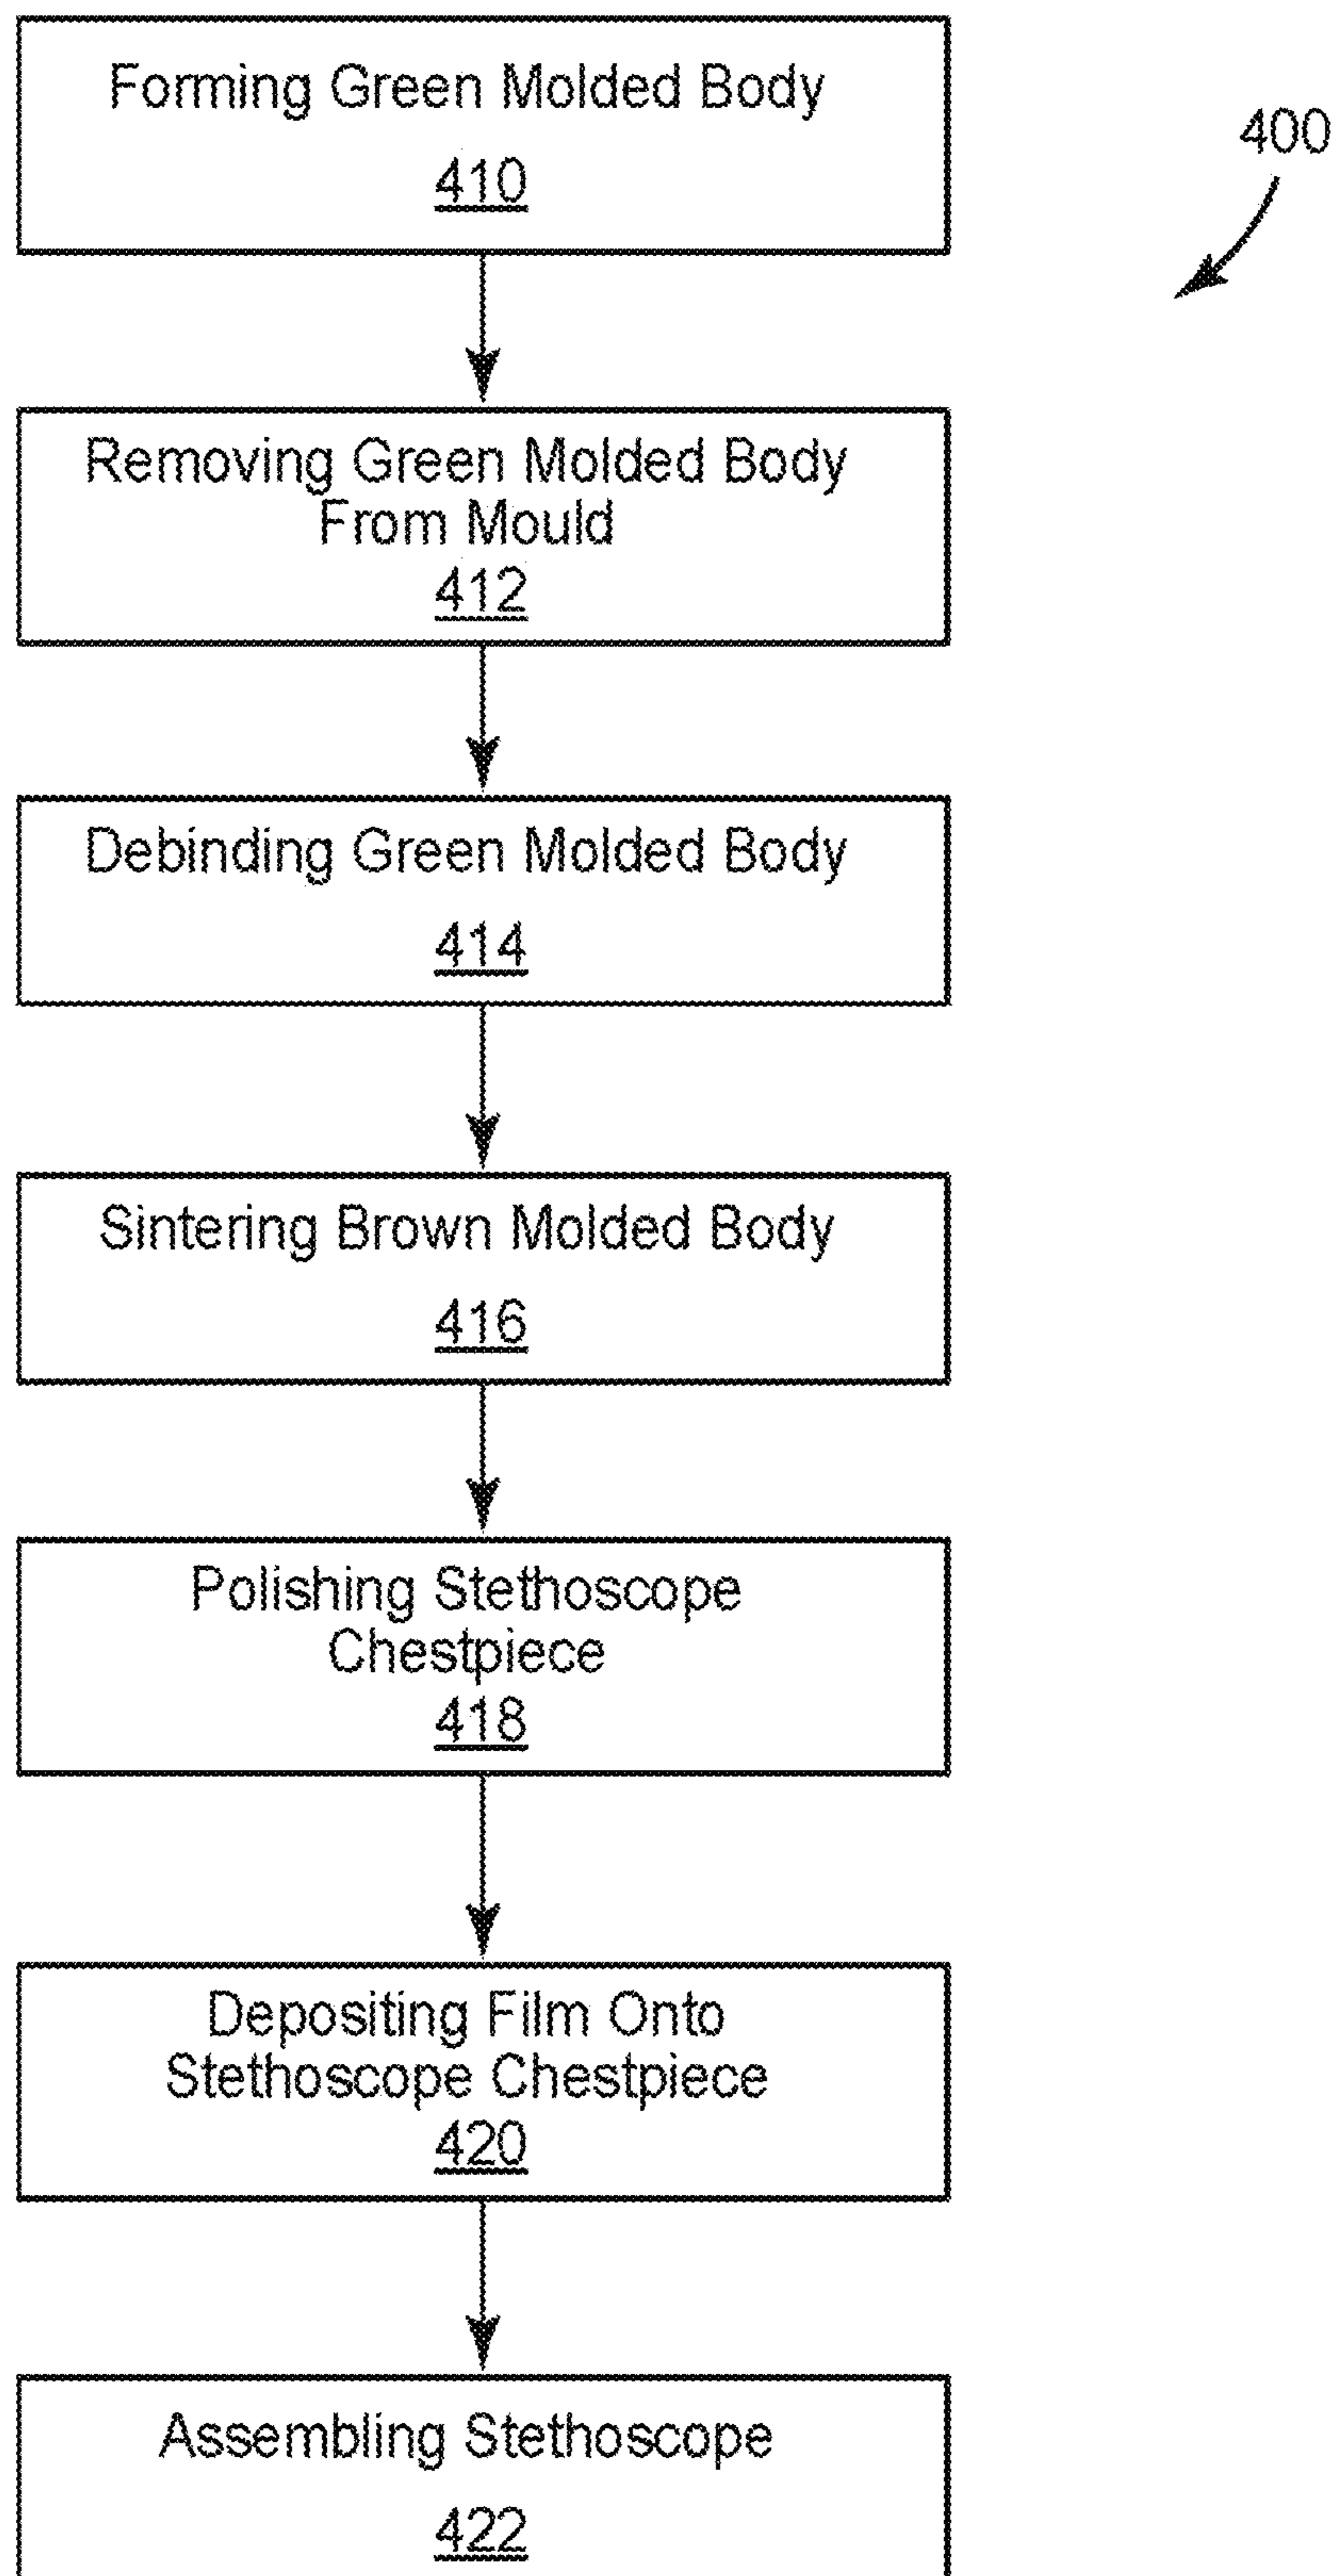 Forming Green Molded Body
410
400
Removing Green Molded Body
From Mould
412
Debinding Green Molded Body
414
Sintering Brown Molded Body
416
Polishing Stethoscope
Chestpiece
418
Depositing Film Onto
Stethoscope Chestpiece
420
Assembling Stethoscope
422